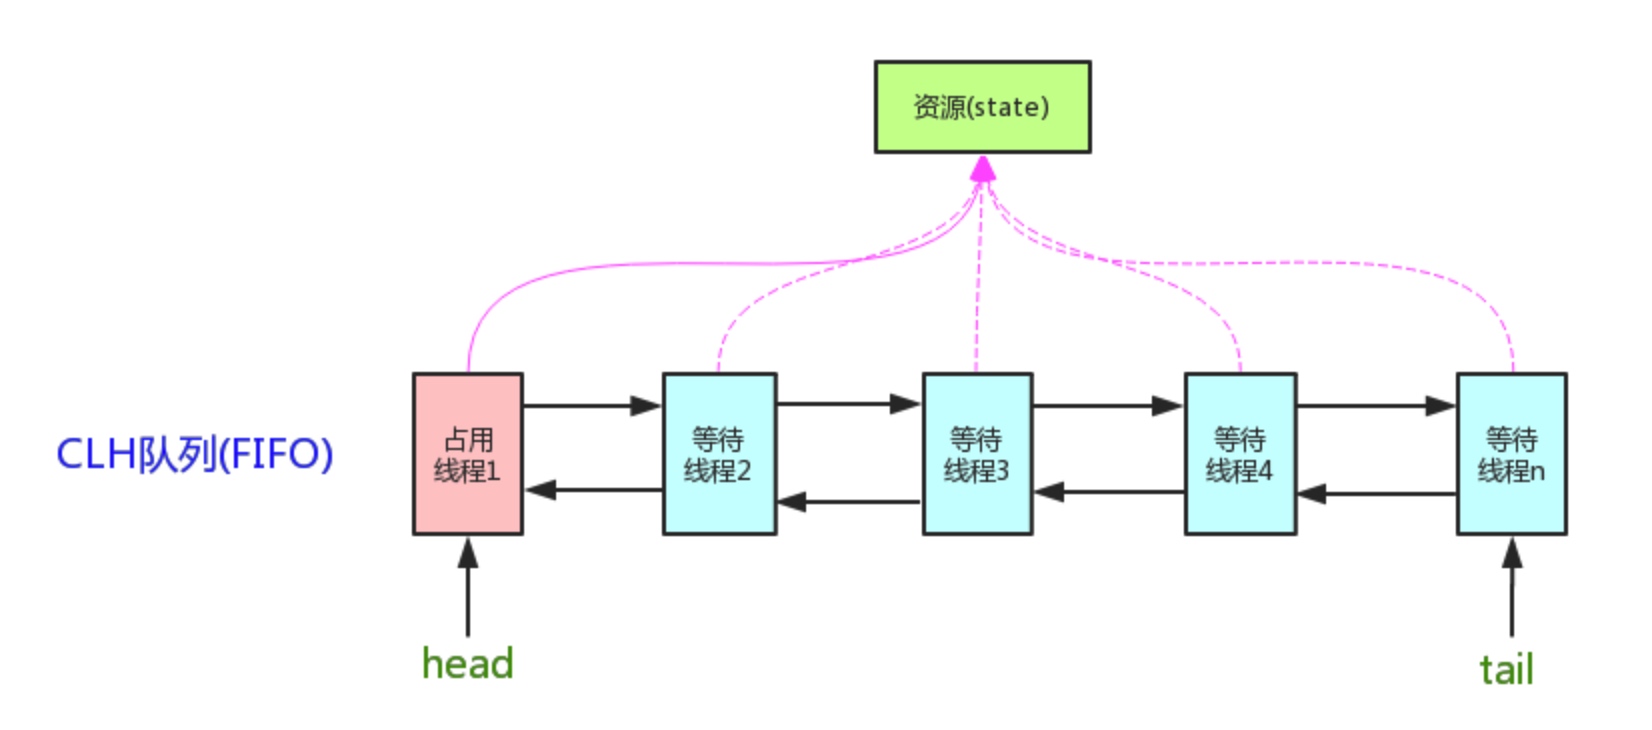 资源(state)
CLH队列(FIFO)
占用
线程1
等待
线程2
等待
线程3
等待
线程4
等待
线程n
head
tail